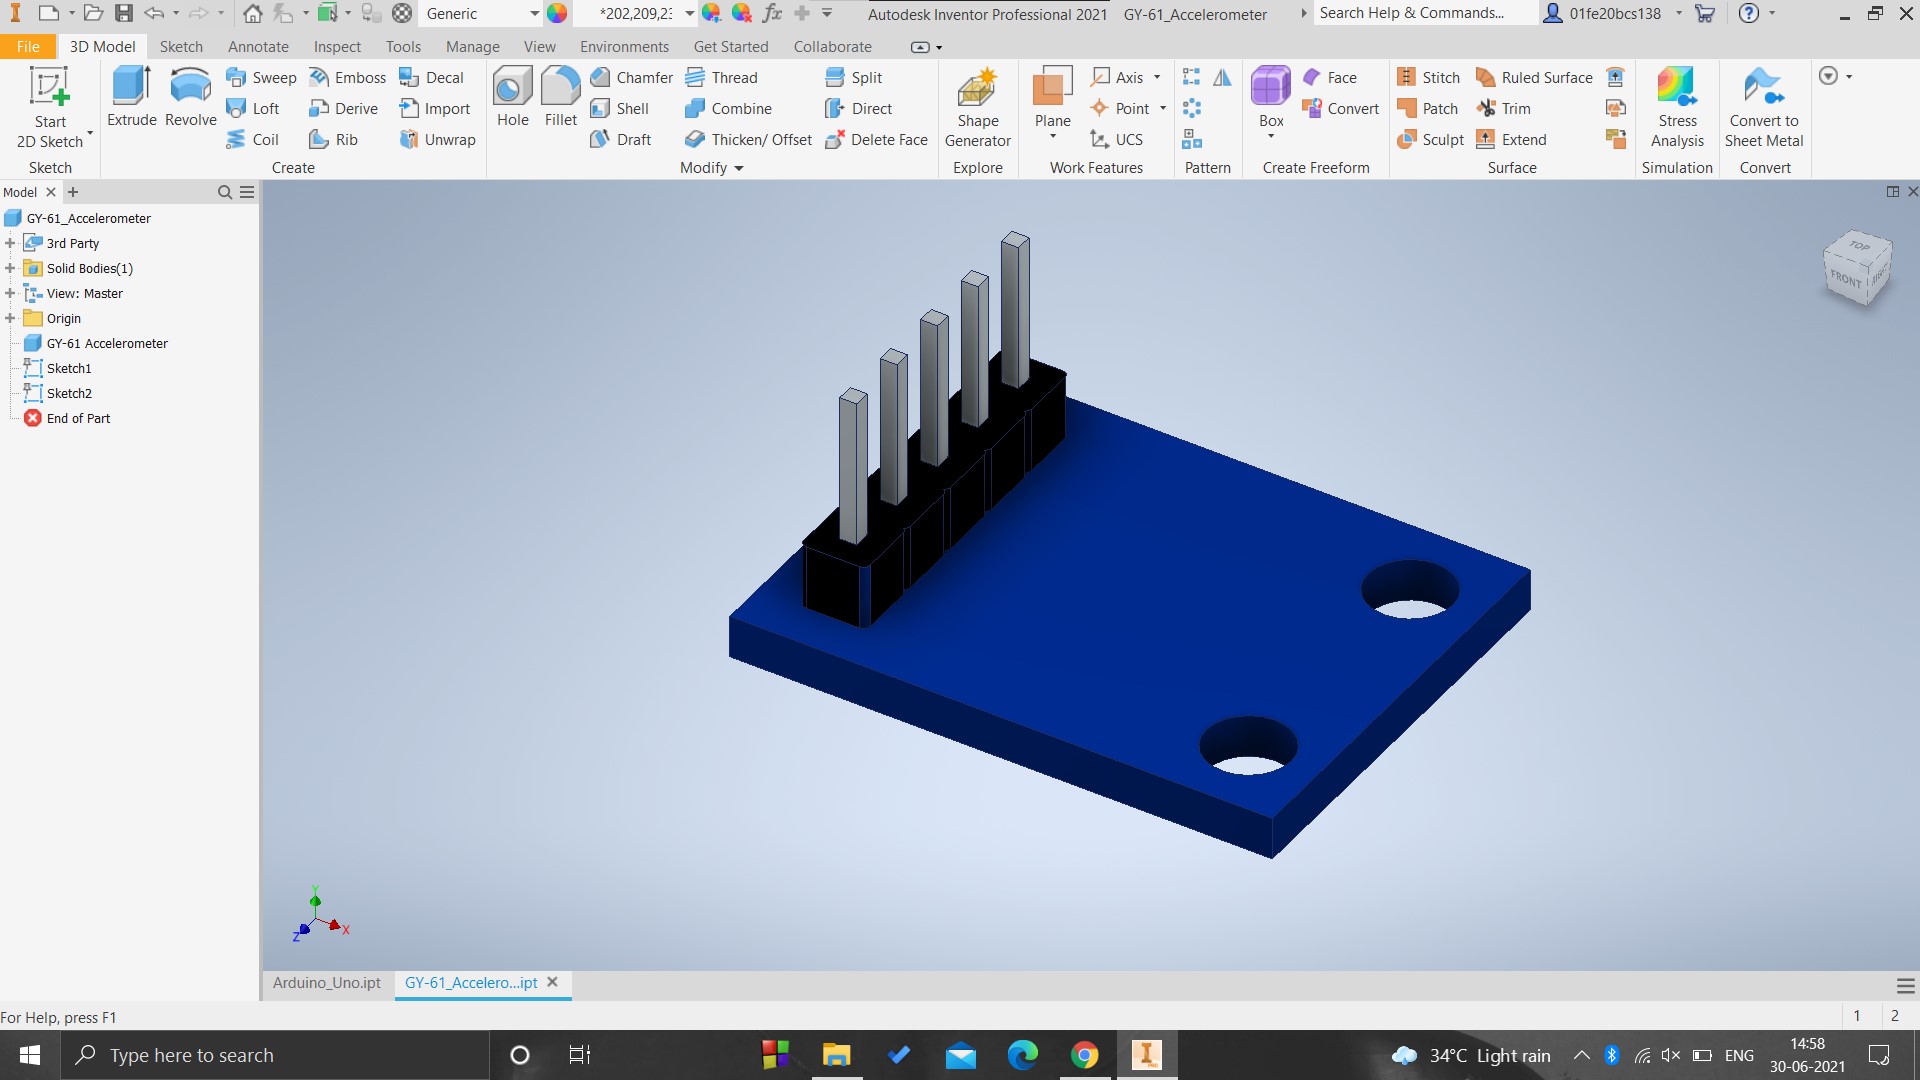 Generic
*202,209,23
Autodesk Inventor Professional 2021 GY-61_Accelerometer
Search Help & Commands...
01fe20bcs138
File
3D Model
Sketch
Annotate
Inspect
Tools
Manage
View
Environments
Get Started
Collaborate
Start
2D Sketch
Extrude
Revolve
Sweep
Emboss
Decal
Loft
Derive
Import
Coil
Rib
Unwrap
Hole
Fillet
Chamfer
Thread
Split
Shell
Combine
Direct
Draft
Thicken/ Offset
Delete Face
Shape
Generator
Plane
Axis
Point
UCS
Box
Face
Convert
Stitch
Ruled Surface
Patch
Trim
Sculpt
Extend
Stress
Analysis
Convert to
Sheet Metal
Sketch
Create
Modify
Explore
Work Features
Pattern
Create Freeform
Surface
Simulation
Convert
Model
GY-61_Accelerometer
3rd Party
Solid Bodies(1)
View: Master
Origin
GY-61 Accelerometer
Sketch1
Sketch2
End of Part
TOP
FRONT
RIGHT
Y
Z
X
Arduino_Uno.ipt
GY-61_Accelero...ipt
For Help, press F1
1
2
Type here to search
34°C Light rain
ENG
14:58
30-06-2021